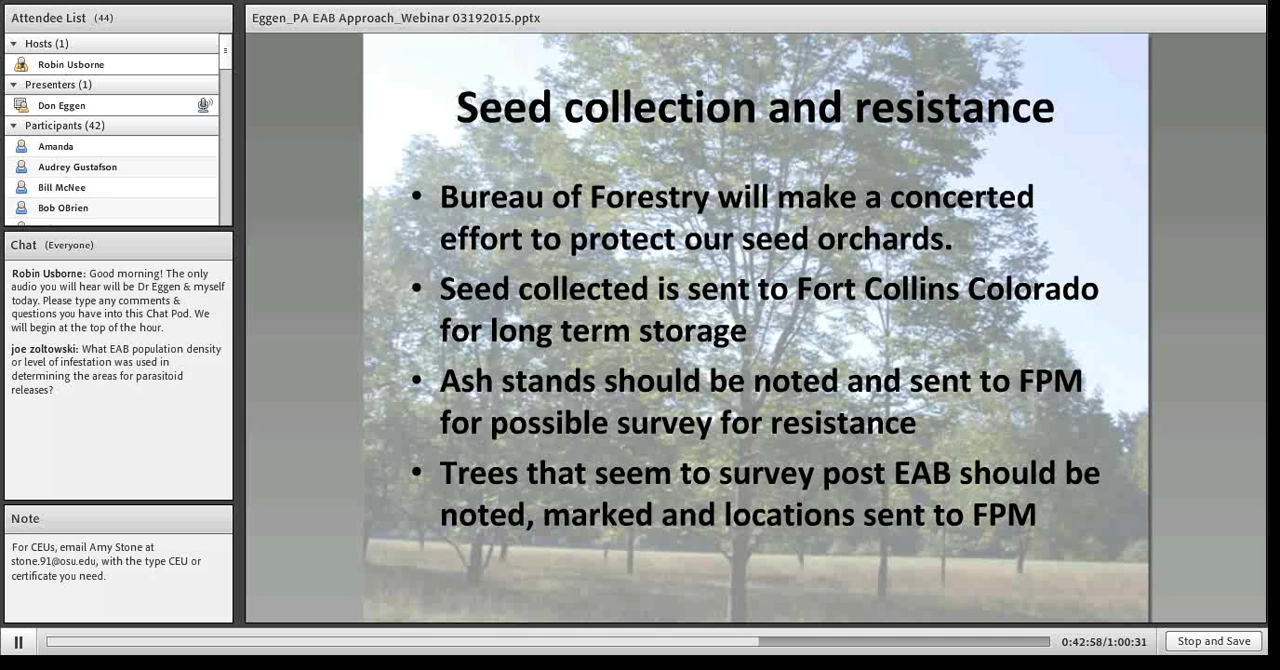 Attendee List (44)
Hosts (1)
Robin Usborne
Presenters (1)
Don Eggen
Participants (42)
Amanda
Audrey Gustafson
Bill McNee
Bob OBrien
Chat (Everyone)
Robin Usborne: Good morning! The only
audio you will hear will be Dr Eggen & myself
today. Please type any comments &
questions you have into this Chat Pod. We
will begin at the top of the hour.
joe zoltowski: What EAB population density
or level of infestation was used in
determining the areas for parasitoid
releases?
Note
For CEUs, email Amy Stone at
stone.91@osu.edu, with the type CEU or
certificate you need.
Eggen_PA EAB Approach_Webinar 03192015.pptx
Seed collection and resistance
• Bureau of Forestry will make a concerted
effort to protect our seed orchards.
• Seed collected is sent to Fort Collins Colorado
for long term storage
• Ash stands should be noted and sent to FPM
for possible survey for resistance
• Trees that seem to survey post EAB should be
noted, marked and locations sent to FPM
0:42:58/1:00:31
Stop and Save